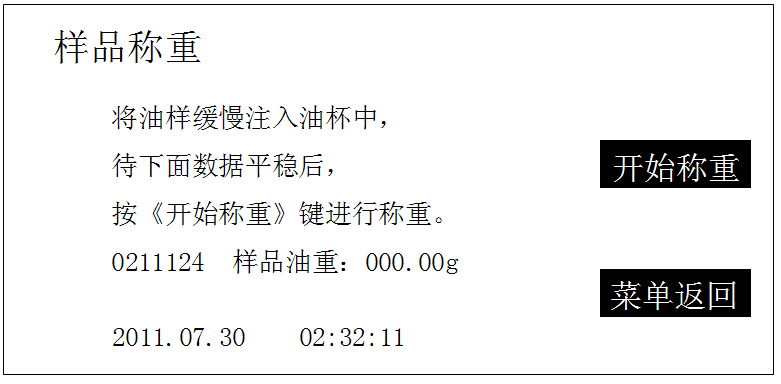 样品称重
将油样缓慢注入油杯中，
待下面数据平稳后，
按《开始称重》键进行称重。
0211124 样品油重：000.00g
2011.07.30 02:32:11
开始称重
菜单返回